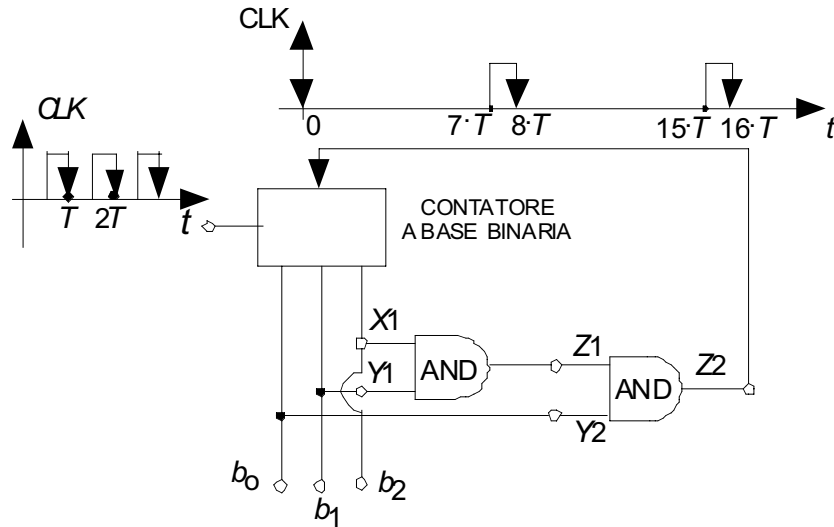 CLK
0
7·T
8·T
15·T
16·T
t
CLK
T
2T
t
CONTATORE
A BASE BINARIA
X1
Y1
AND
Z1
AND
Z2
Y2
b0
b1
b2